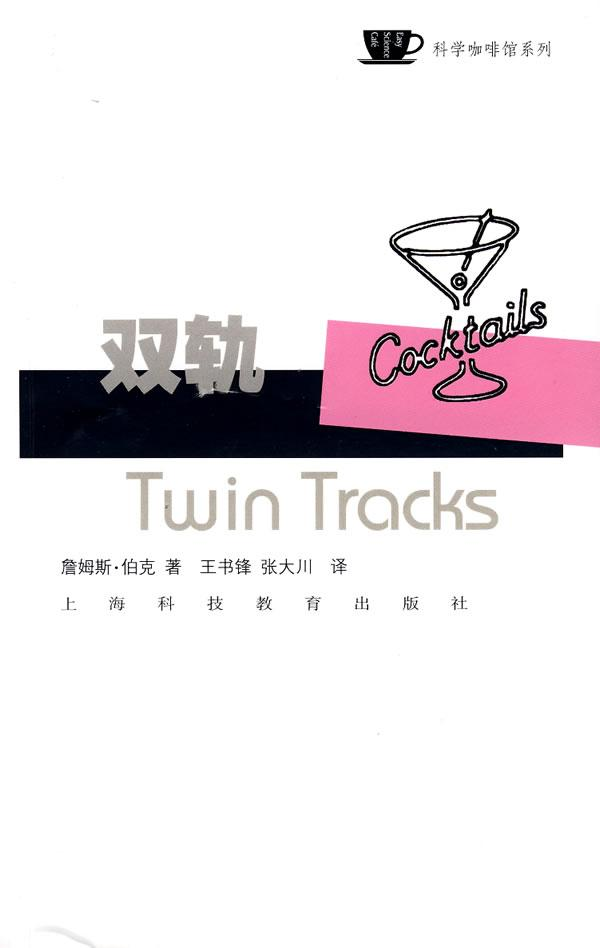 Easy
Science
Café
科学咖啡馆系列
Cocktails
双轨
Twin Tracks
詹姆斯·伯克 著 王书锋 张大川 译
上海科技教育出版社